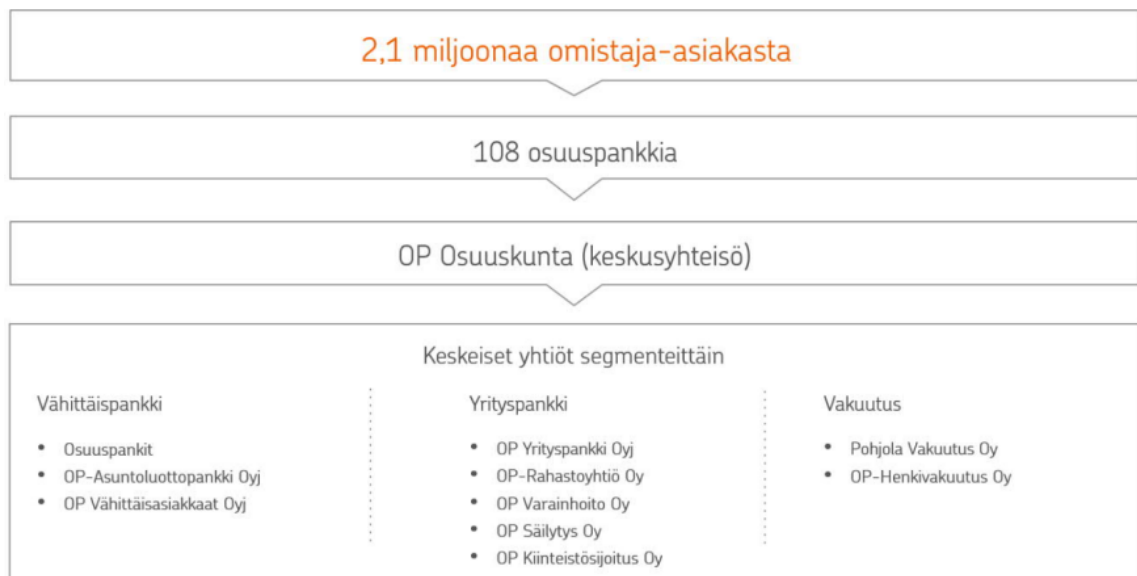 2,1 miljoonaa omistaja-asiakasta
108 osuuspankkia
OP Osuuskunta (keskusyhteisö)
Keskeiset yhtiöt segmenteittäin
Vähittäispankki
• Osuuspankit
• OP-Asuntoluottopankki Oyj
• OP Vähittäisasiakkaat Oyj
Yrityspankki
• OP Yrityspankki Oyj
• OP-Rahastoyhtiö Oy
• OP Varainhoito Oy
• OP Säilytys Oy
• OP Kiinteistösijoitus Oy
Vakuutus
• Pohjola Vakuutus Oy
• OP-Henkivakuutus Oy